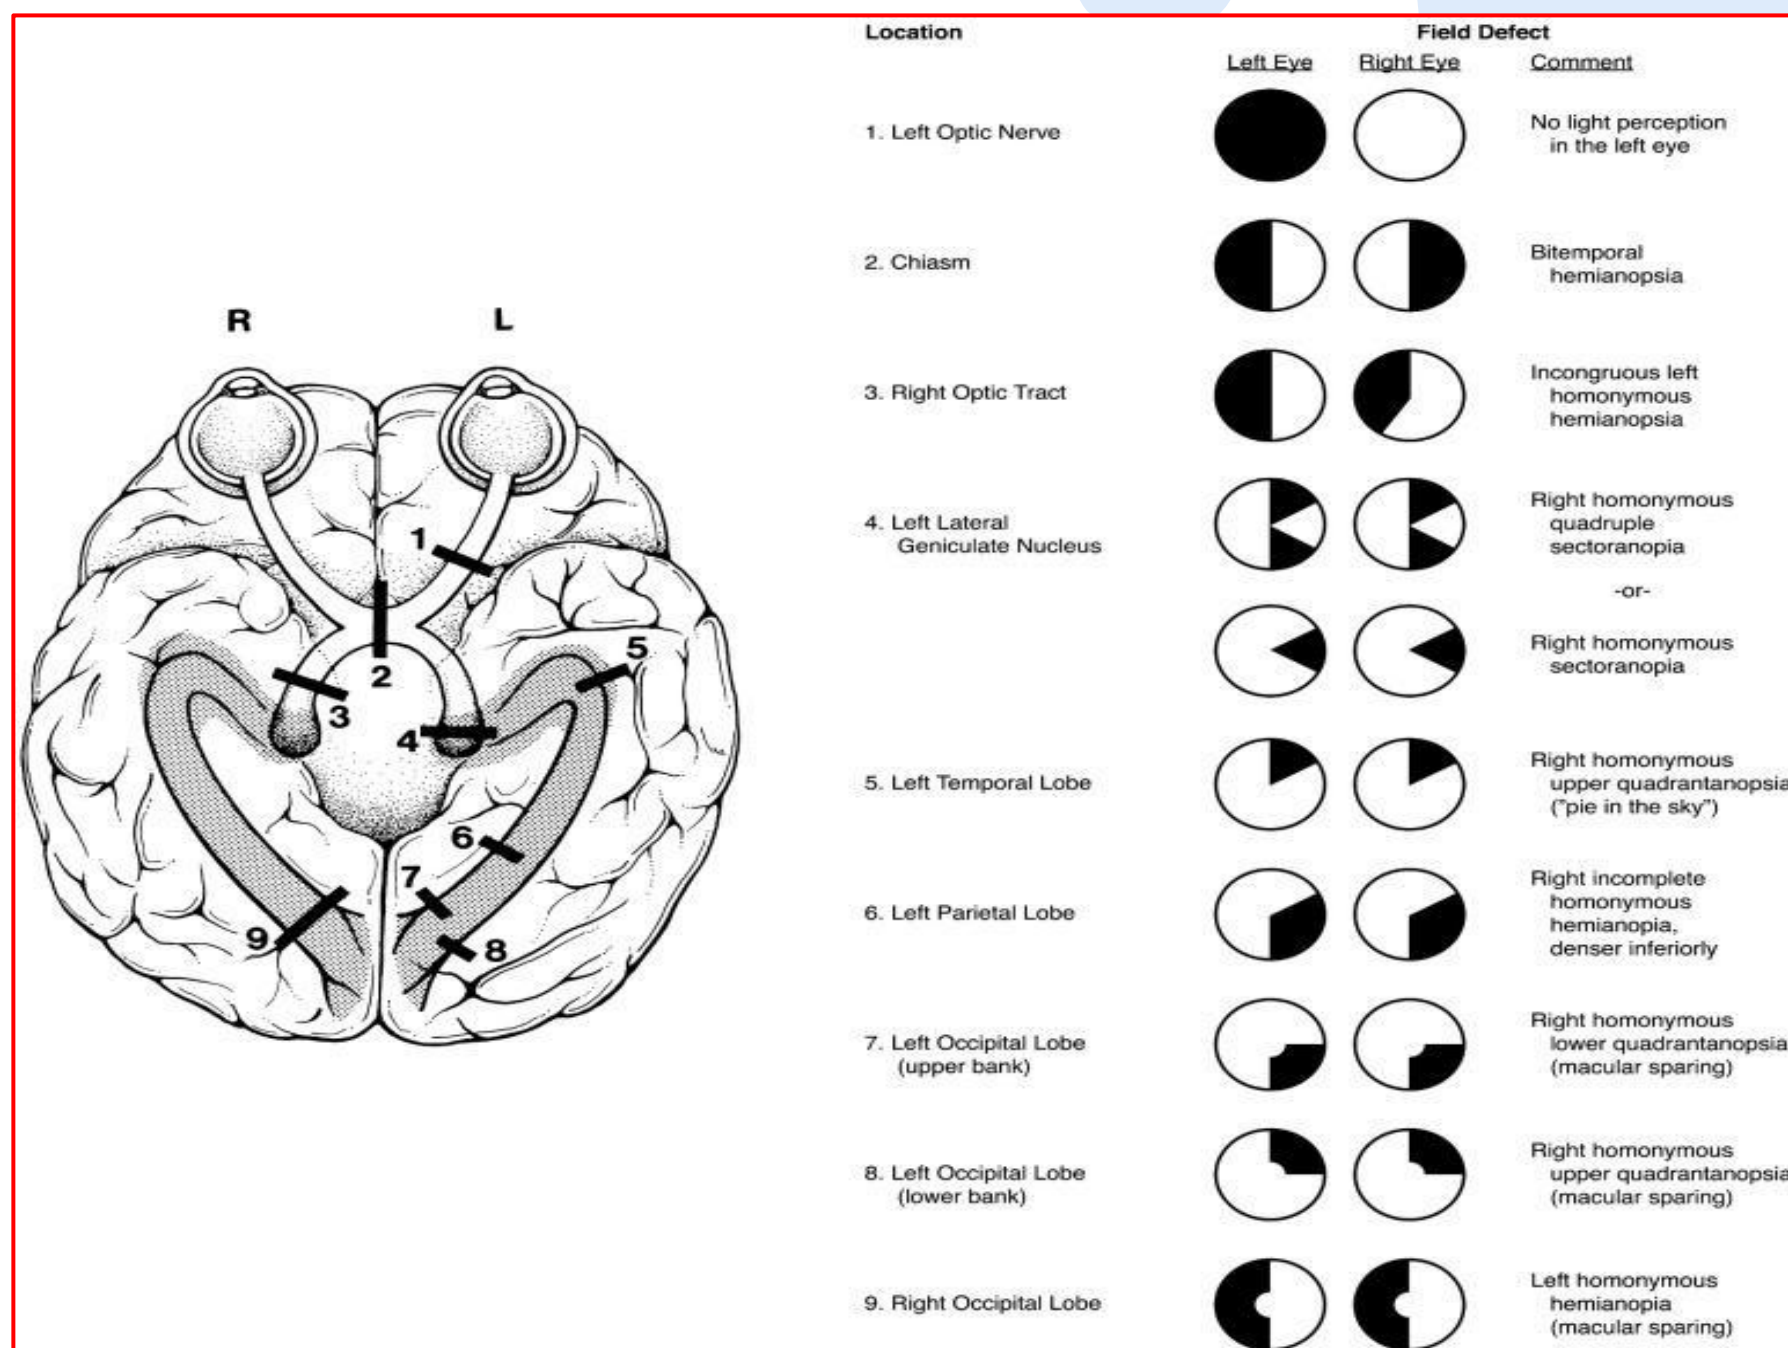 Location
Field Defect
Left Eye
Right Eye
Comment
1. Left Optic Nerve
No light perception
in the left eye
2. Chiasm
Bitemporal
hemianopsia
3. Right Optic Tract
Incongruous left
homonymous
hemianopsia
4. Left Lateral
Geniculate Nucleus
Right homonymous
quadruple
sectoranopia
-or-
Right homonymous
sectoranopia
5. Left Temporal Lobe
Right homonymous
upper quadrantanopsia
("pie in the sky")
6. Left Parietal Lobe
Right incomplete
homonymous
hemianopia,
denser inferiorly
7. Left Occipital Lobe
(upper bank)
Right homonymous
lower quadrantanopsia
(macular sparing)
8. Left Occipital Lobe
(lower bank)
Right homonymous
upper quadrantanopsia
(macular sparing)
9. Right Occipital Lobe
Left homonymous
hemianopia
(macular sparing)
R
L
1
2
3
4
5
6
7
8
9